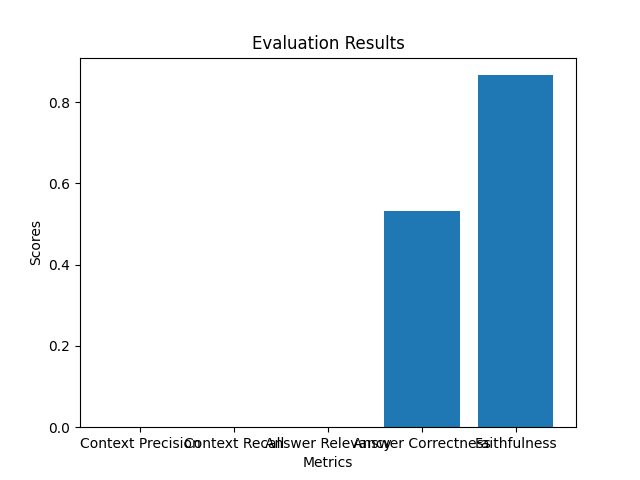 Evaluation Results
Scores
0.8
0.6
0.4
0.2
0.0
Context Precision Context Recall Answer Relevancy Answer Correctness Faithfulness
Metrics